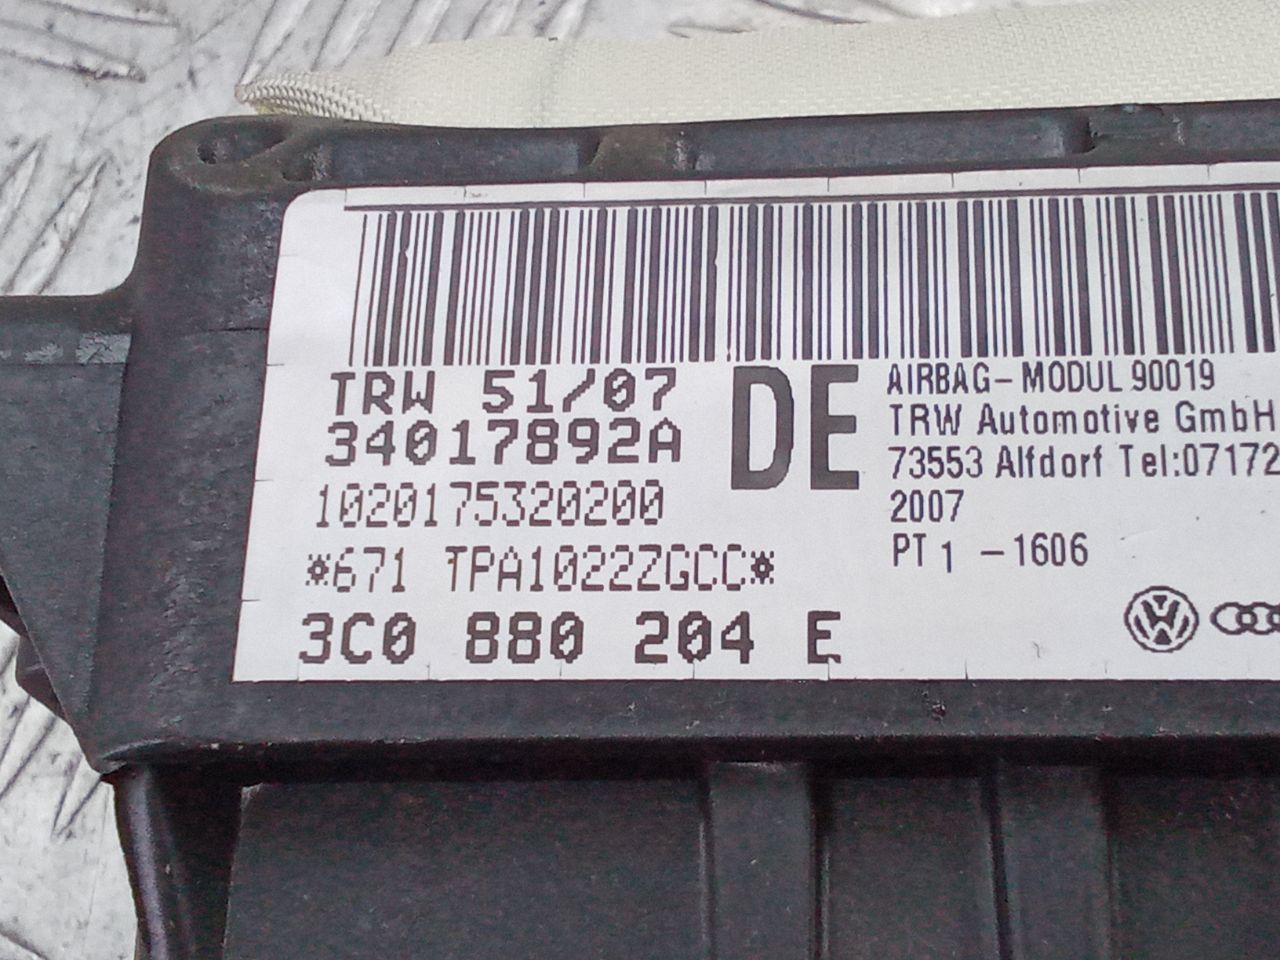 TRW 51/07
34017892A
1020175320200
*671 TPA1022ZGCC*
3C0 880 204 E
DE
AIRBAG-MODUL 90019
TRW Automotive GmbH
73553 Alfdorf Tel:07172
2007
PT 1 -1606
VW